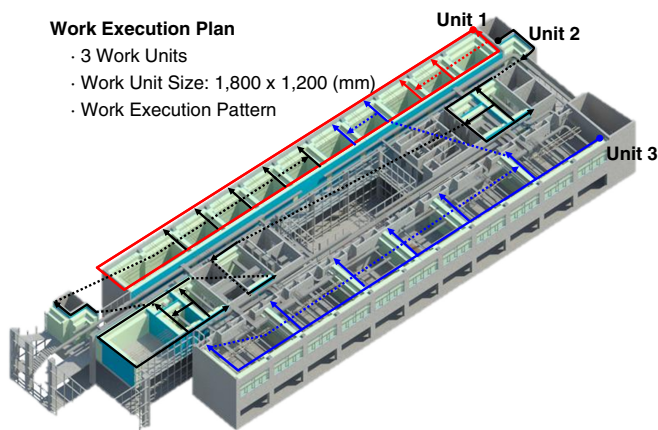 Work Execution Plan
· 3 Work Units
· Work Unit Size: 1,800 x 1,200 (mm)
· Work Execution Pattern
Unit 1
Unit 2
Unit 3